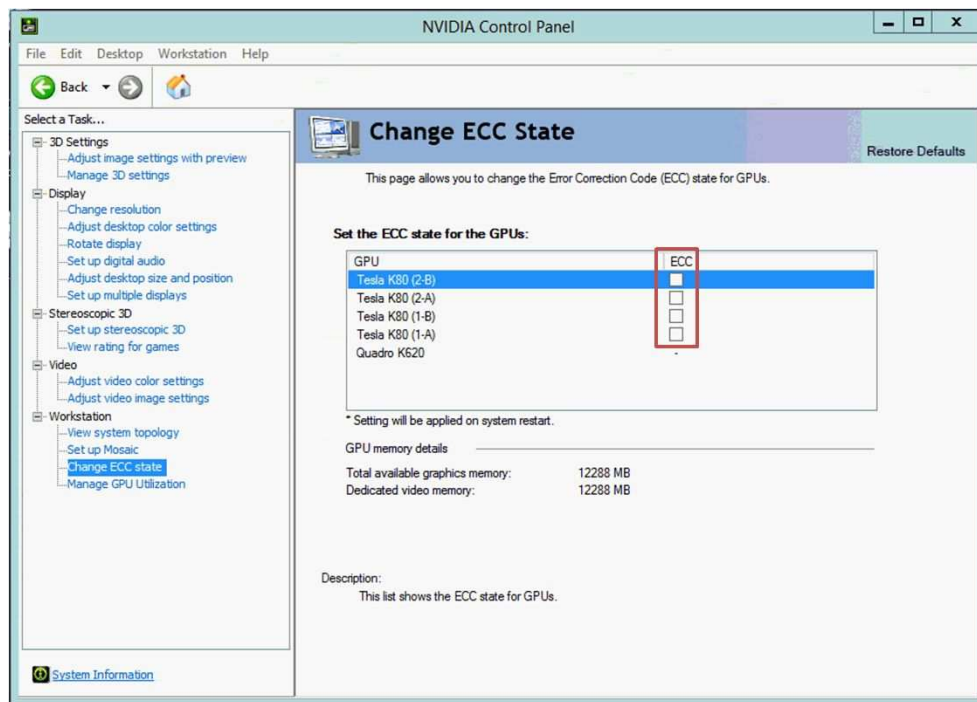 NVIDIA Control Panel
File Edit Desktop Workstation Help
Back
Select a Task...
3D Settings
Adjust image settings with preview
Manage 3D settings
Display
Change resolution
Adjust desktop color settings
Rotate display
Set up digital audio
Adjust desktop size and position
Set up multiple displays
Stereoscopic 3D
Set up stereoscopic 3D
View rating for games
Video
Adjust video color settings
Adjust video image settings
Workstation
View system topology
Set up Mosaic
Change ECC state
Manage GPU Utilization
System Information
Change ECC State
Restore Defaults
This page allows you to change the Error Correction Code (ECC) state for GPUs.
Set the ECC state for the GPUs:
GPU ECC
Tesla K80 (2-B)
Tesla K80 (2-A)
Tesla K80 (1-B)
Tesla K80 (1-A)
Quadro K620 -
* Setting will be applied on system restart.
GPU memory details
Total available graphics memory: 12288 MB
Dedicated video memory: 12288 MB
Description:
This list shows the ECC state for GPUs.